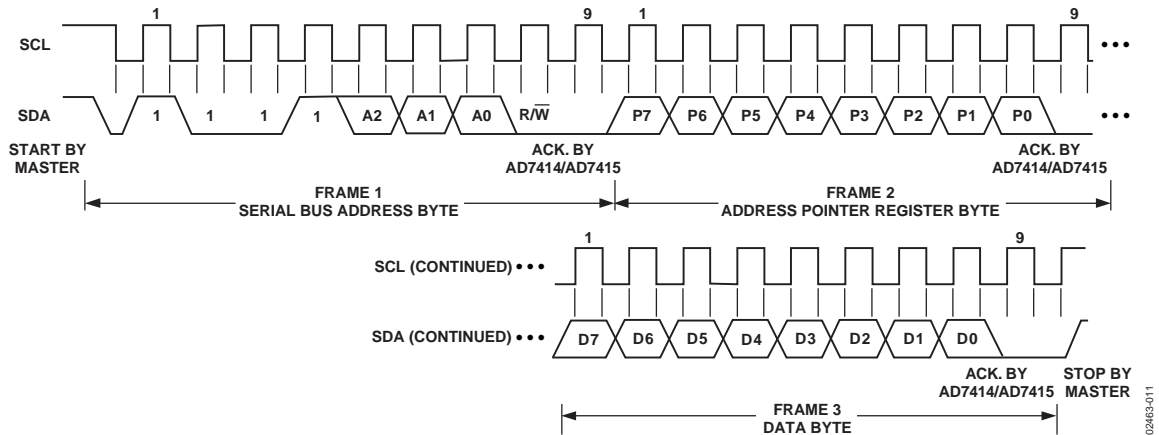 1 9 1 9
SCL •••
SDA 1 1 1 1 A2 A1 A0 R/W̅ P7 P6 P5 P4 P3 P2 P1 P0 •••
START BY
MASTER
ACK. BY
AD7414/AD7415
ACK. BY
AD7414/AD7415
FRAME 1
SERIAL BUS ADDRESS BYTE
FRAME 2
ADDRESS POINTER REGISTER BYTE
1 9
SCL (CONTINUED) •••
SDA (CONTINUED) ••• D7 D6 D5 D4 D3 D2 D1 D0
ACK. BY
AD7414/AD7415
STOP BY
MASTER
FRAME 3
DATA BYTE
02463-011